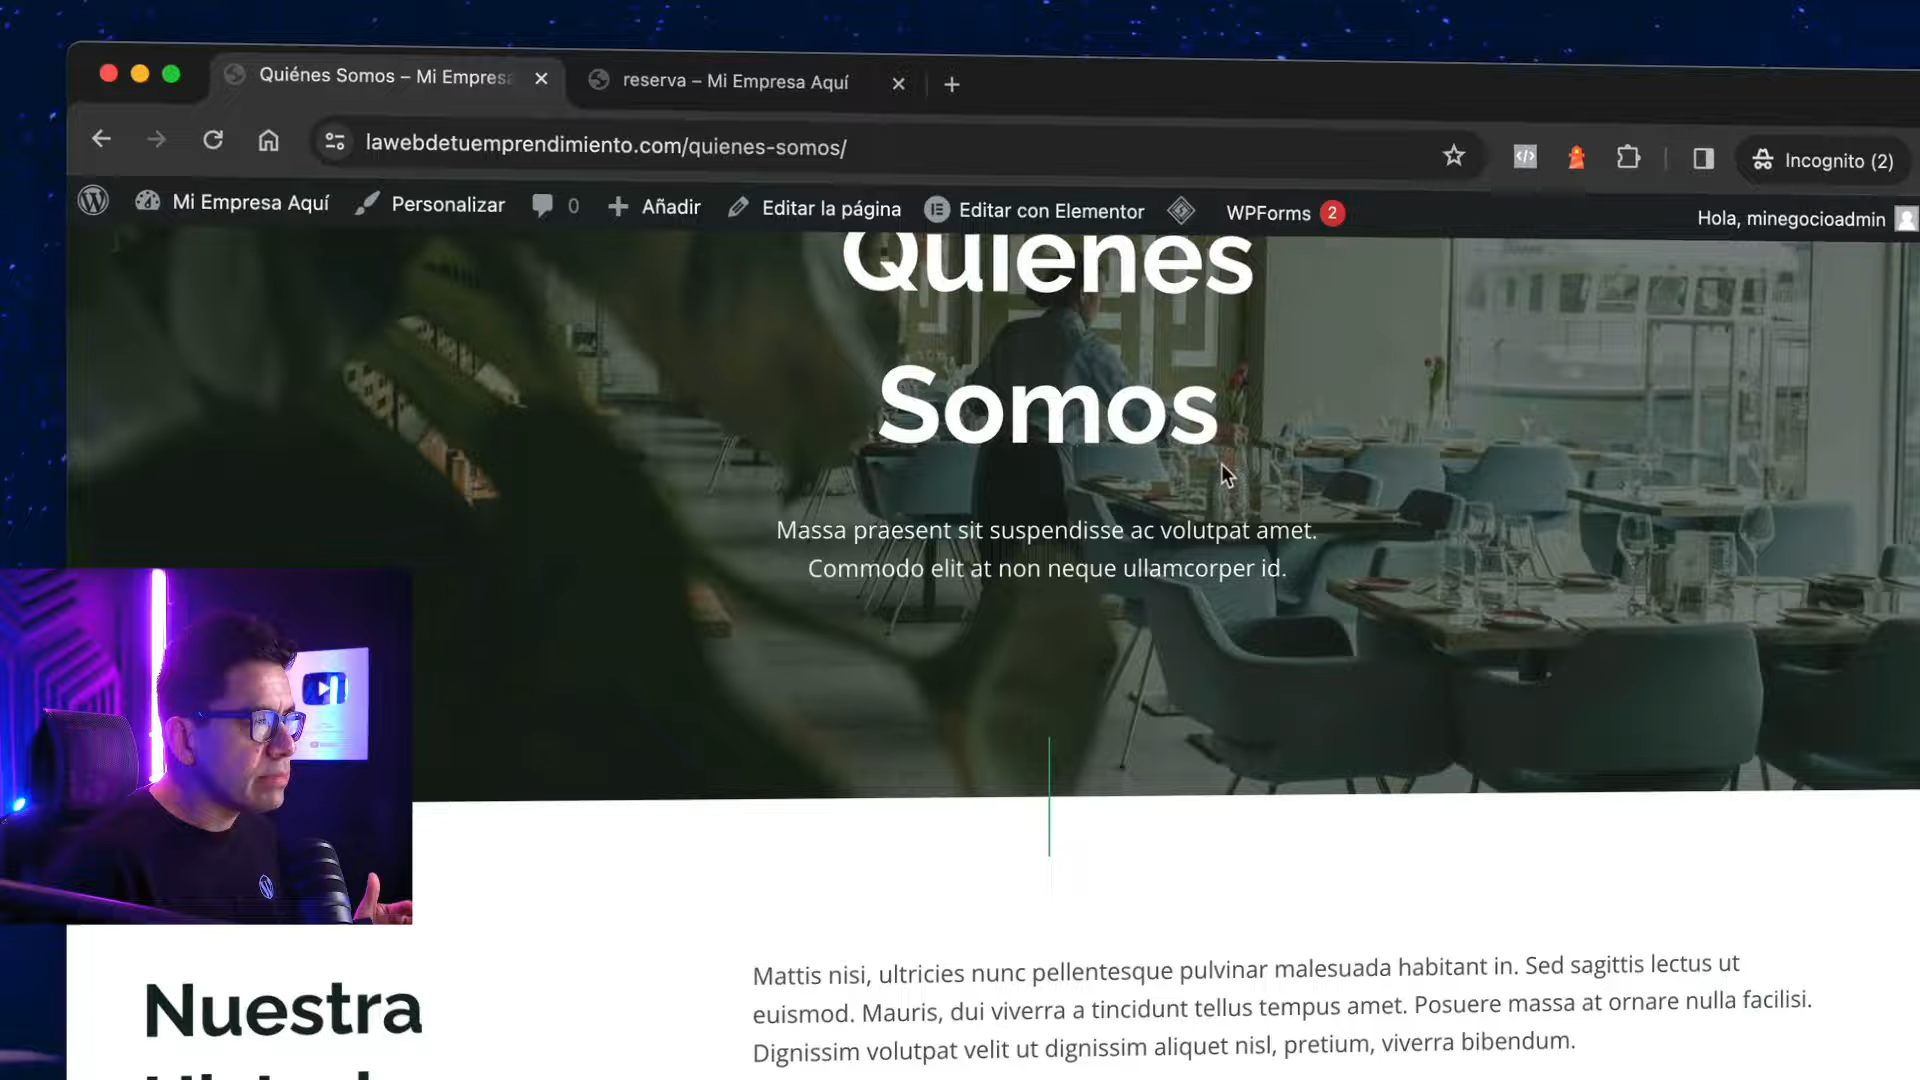 Quiénes Somos – Mi Empresa
reserva – Mi Empresa Aquí
lawebdetuemprendimiento.com/quienes-somos/
Incognito (2)
Mi Empresa Aquí
Personalizar
0
Añadir
Editar la página
Editar con Elementor
WPForms 2
Hola, minegocioadmin
Quiénes
Somos
Massa praesent sit suspendisse ac volutpat amet.
Commodo elit at non neque ullamcorper id.
Nuestra
Mattis nisi, ultricies nunc pellentesque pulvinar malesuada habitant in. Sed sagittis lectus ut
euismod. Mauris, dui viverra a tincidunt tellus tempus amet. Posuere massa at ornare nulla facilisi.
Dignissim volutpat velit ut dignissim aliquet nisl, pretium, viverra bibendum.